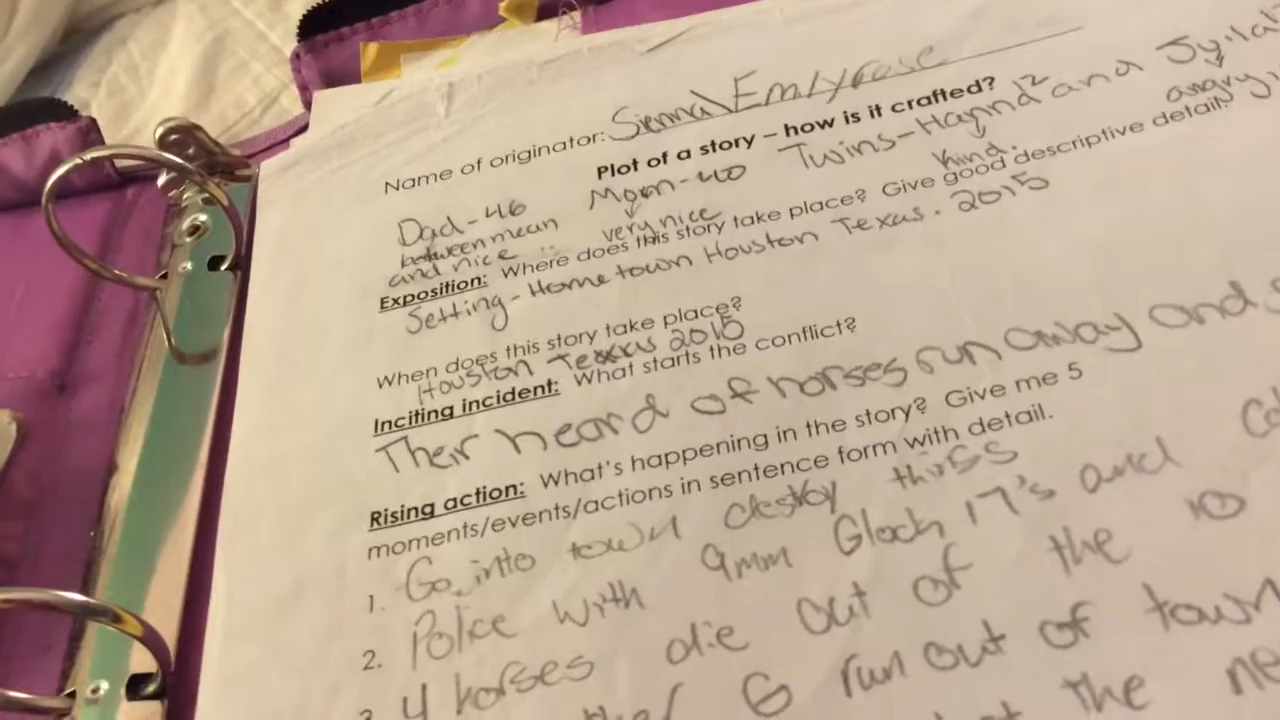 Name of originator: Sienna\Emlyrose
Plot of a story – how is it crafted?
Dad-46 Mom-40 Twins-Haynnd 12 and
between mean very nice kind. angry
and nice
Exposition: Where does this story take place? Give good descriptive detail.
Setting - Home town Houston Texas. 2015
When does this story take place?
Houston Texas 2015
Inciting incident: What starts the conflict?
Their heard of horses run away and
Rising action: What's happening in the story? Give me 5
moments/events/actions in sentence form with detail.
1. Go into town destoy things
2. Police with 9mm Glock 17's and
3 4 horses die out of the 10
6 run out of town
the